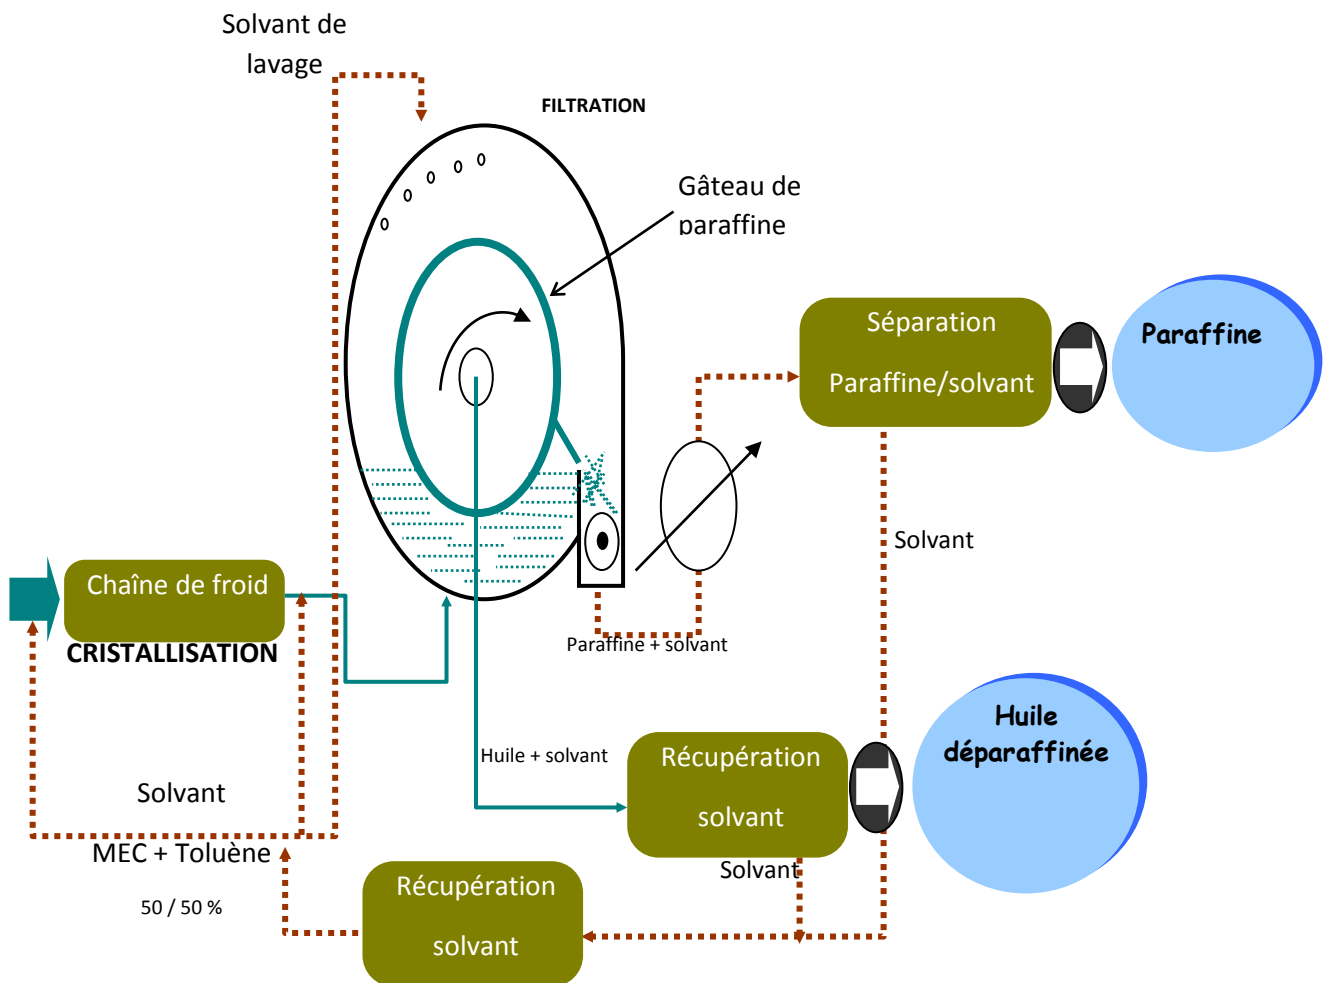 Solvant de
lavage
FILTRATION
Gâteau de
paraffine
Séparation
Paraffine/solvant
Paraffine
Solvant
Chaîne de froid
CRISTALLISATION
Paraffine + solvant
Huile + solvant
Récupération
solvant
Huile
déparaffinée
Solvant
MEC + Toluène
50 / 50 %
Solvant
Récupération
solvant